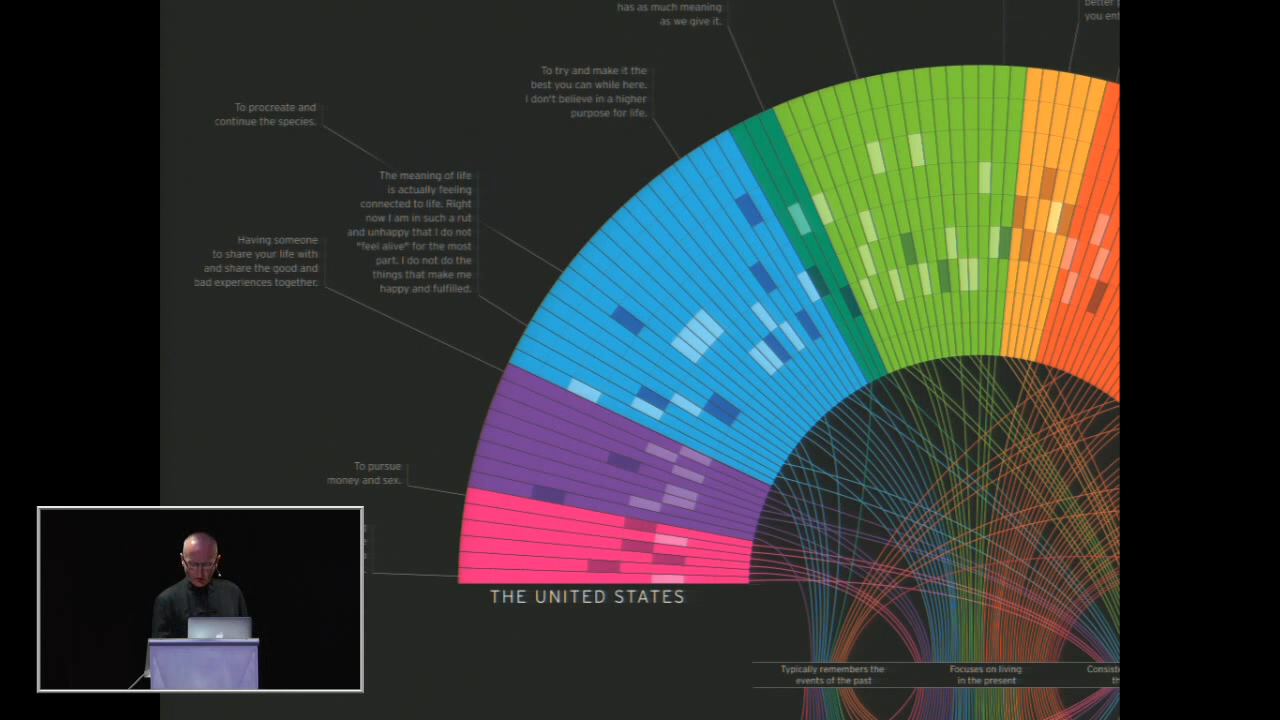 has as much meaning
as we give it.
better
you
To try and make it the
best you can while here.
I don't believe in a higher
purpose for life.
To procreate and
continue the species.
The meaning of life
is actually feeling
connected to life. Right
now I am in such a rut
and unhappy that I do not
"feel alive" for the most
part. I do not do the
things that make me
happy and fulfilled.
Having someone
to share your life with
and share the good and
bad experiences together.
To pursue
money and sex.
THE UNITED STATES
Typically remembers the
events of the past
Focuses on living
in the present